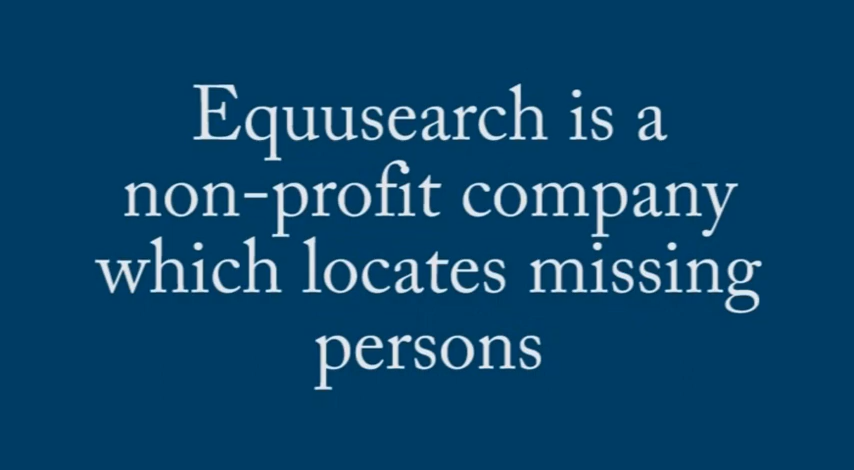 Equusearch is a
non-profit company
which locates missing
persons